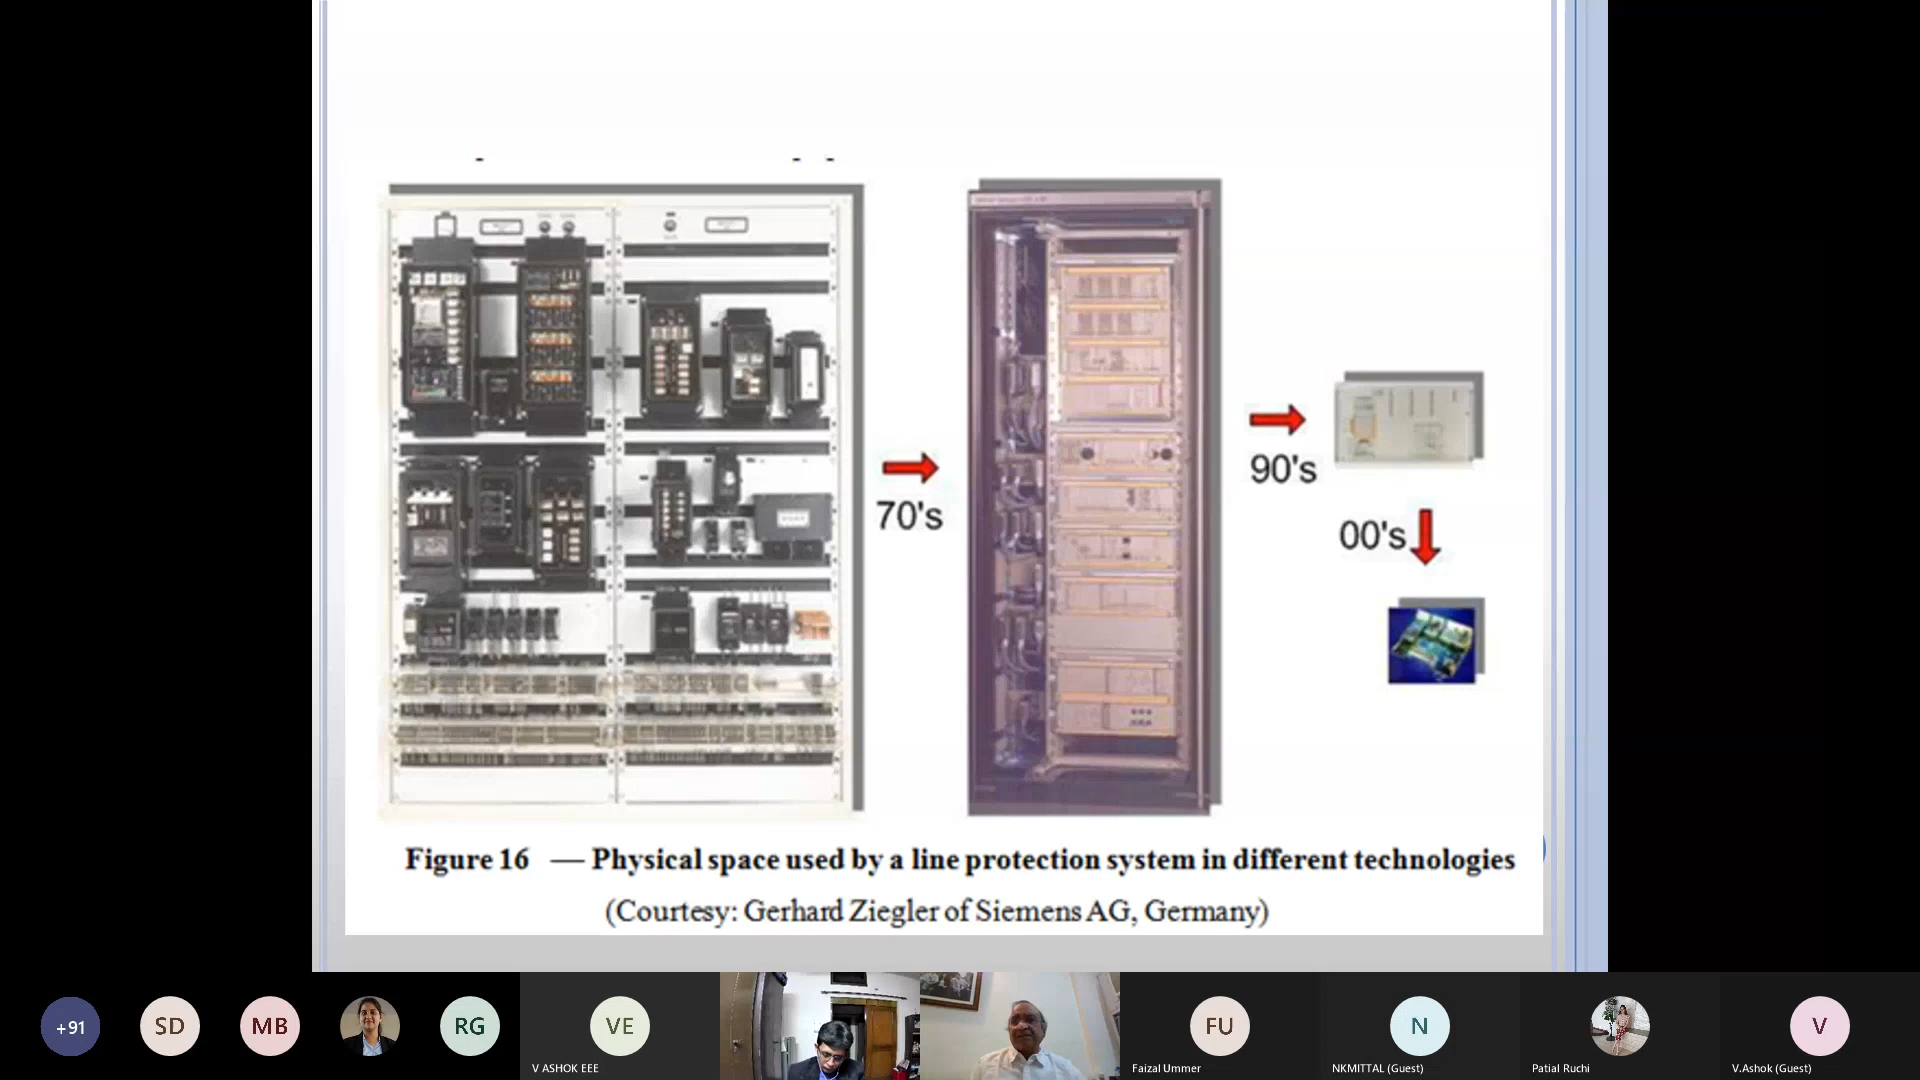 70's
90's
00's
Figure 16 — Physical space used by a line protection system in different technologies
(Courtesy: Gerhard Ziegler of Siemens AG, Germany)
+91
SD
MB
RG
VE
V ASHOK EEE
FU
Faizal Ummer
N
NKMITTAL (Guest)
Patial Ruchi
V
V.Ashok (Guest)